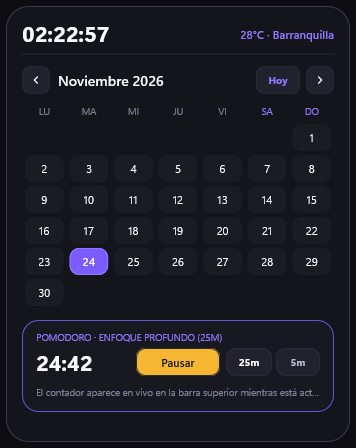 02:22:57 28°C · Barranquilla
‹ Noviembre 2026 Hoy ›
LU MA MI JU VI SA DO
1
2 3 4 5 6 7 8
9 10 11 12 13 14 15
16 17 18 19 20 21 22
23 24 25 26 27 28 29
30
POMODORO · ENFOQUE PROFUNDO (25M)
24:42 Pausar 25m 5m
El contador aparece en vivo en la barra superior mientras está act...